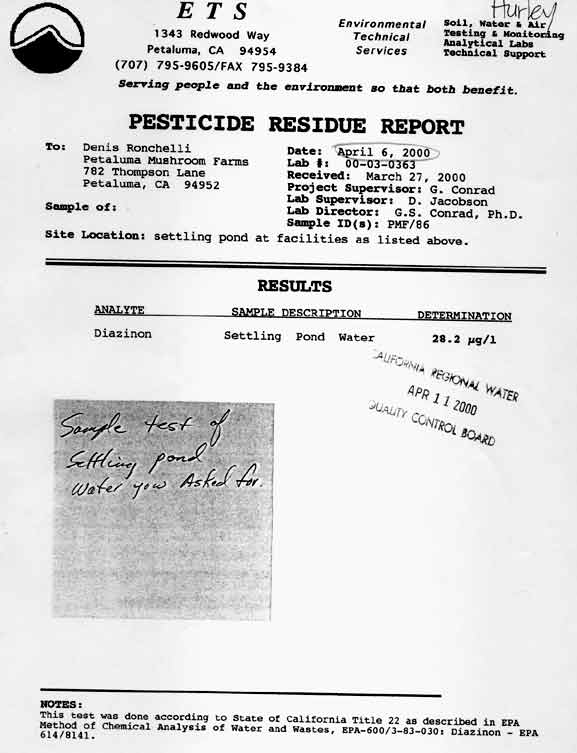 Hurley
E T S
1343 Redwood Way
Petaluma, CA 94954
(707) 795-9605/FAX 795-9384
Environmental
Technical
Services
Soil, Water & Air
Testing & Monitoring
Analytical Labs
Technical Support
Serving people and the environment so that both benefit.
PESTICIDE RESIDUE REPORT
To: Denis Ronchelli
Petaluma Mushroom Farms
782 Thompson Lane
Petaluma, CA 94952
Date: April 6, 2000
Lab #: 00-03-0363
Received: March 27, 2000
Project Supervisor: G. Conrad
Lab Supervisor: D. Jacobson
Lab Director: G.S. Conrad, Ph.D.
Sample ID(s): PMF/86
Sample of:
Site Location: settling pond at facilities as listed above.
RESULTS
ANALYTE SAMPLE DESCRIPTION DETERMINATION
Diazinon Settling Pond Water 28.2 µg/l
CALIFORNIA REGIONAL WATER
APR 11 2000
QUALITY CONTROL BOARD
Sample test of
Settling pond
Water you Asked for.
NOTES:
This test was done according to State of California Title 22 as described in EPA
Method of Chemical Analysis of Water and Wastes, EPA-600/3-83-030: Diazinon - EPA
614/8141.